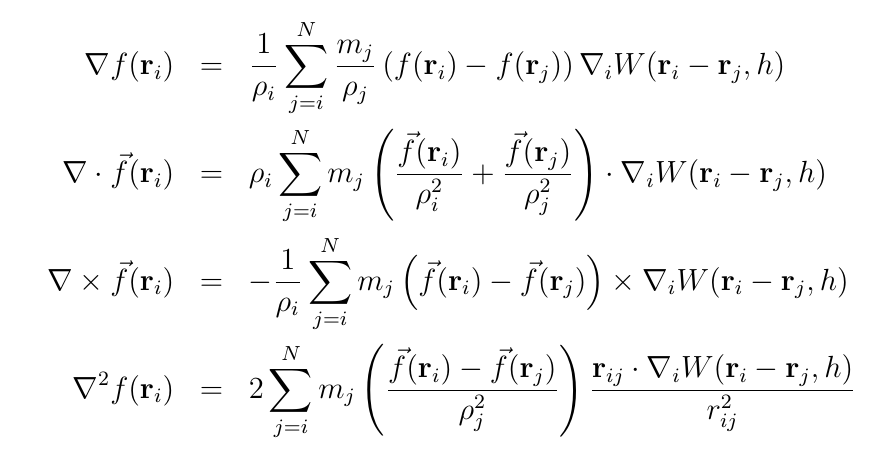 ∇f(𝐫ᵢ) = \frac{1}{ρ_i} \sum_{j=i}^{N} \frac{m_j}{ρ_j} (f(𝐫_i) − f(𝐫_j)) ∇_i W(𝐫_i − 𝐫_j, h)
∇ · \vec{f}(𝐫_i) = ρ_i \sum_{j=i}^{N} m_j \left( \frac{\vec{f}(𝐫_i)}{ρ_i^2} + \frac{\vec{f}(𝐫_j)}{ρ_j^2} \right) · ∇_i W(𝐫_i − 𝐫_j, h)
∇ × \vec{f}(𝐫_i) = −\frac{1}{ρ_i} \sum_{j=i}^{N} m_j \left( \vec{f}(𝐫_i) − \vec{f}(𝐫_j) \right) × ∇_i W(𝐫_i − 𝐫_j, h)
∇^2 f(𝐫_i) = 2 \sum_{j=i}^{N} m_j \left( \frac{\vec{f}(𝐫_i) − \vec{f}(𝐫_j)}{ρ_j^2} \right) \frac{𝐫_{ij} · ∇_i W(𝐫_i − 𝐫_j, h)}{r_{ij}^2}